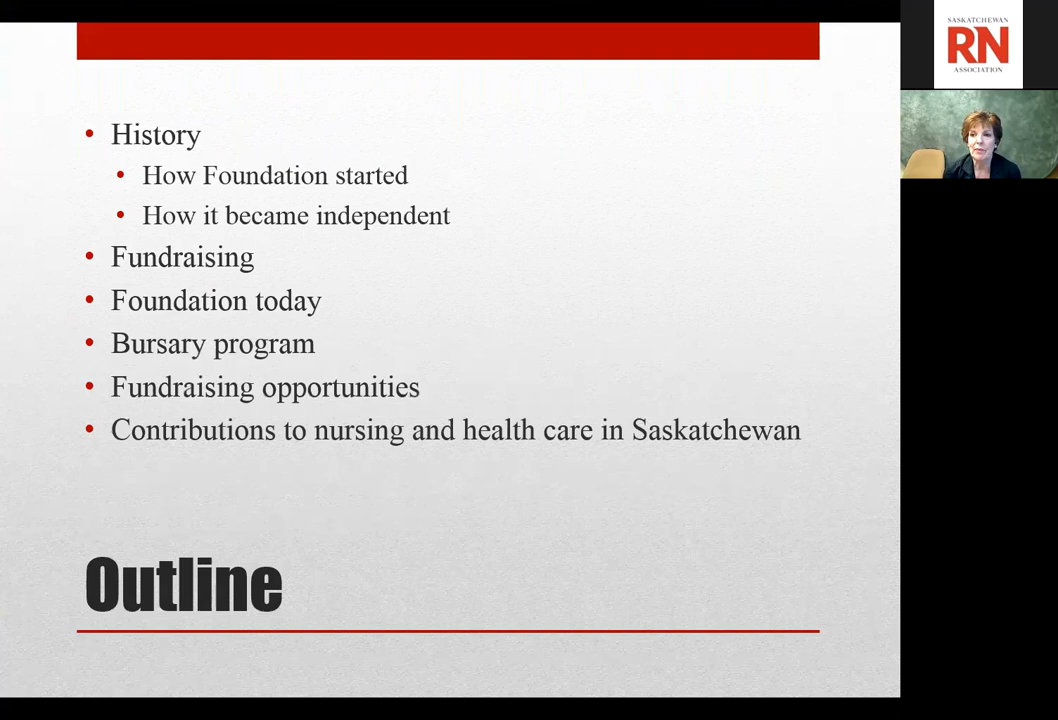 History
How Foundation started
How it became independent
Fundraising
Foundation today
Bursary program
Fundraising opportunities
Contributions to nursing and health care in Saskatchewan
Outline
SASKATCHEWAN
RN
ASSOCIATION